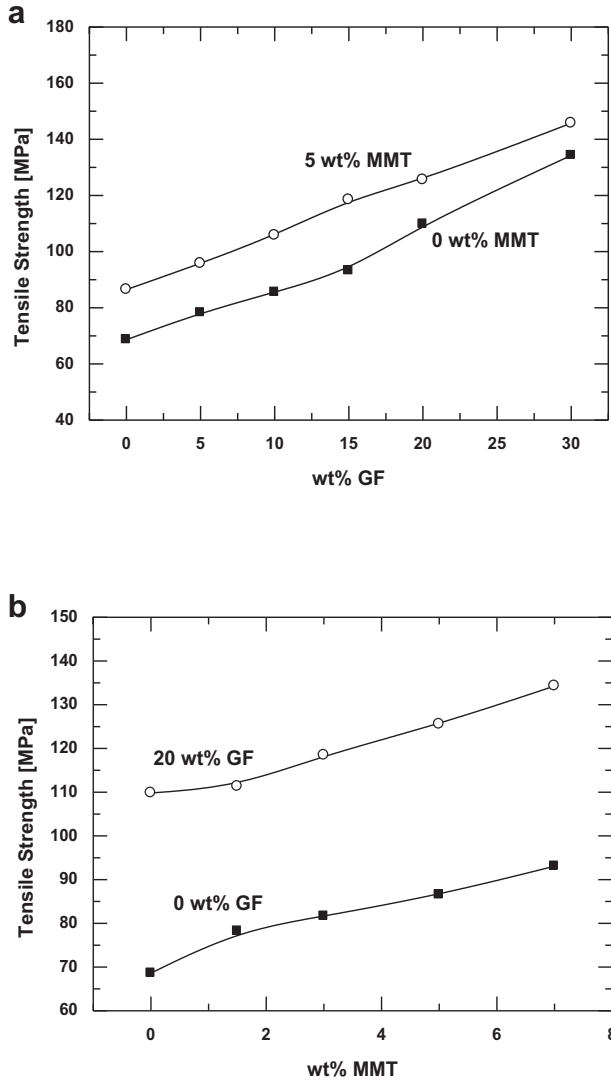 a
180
160
140
120
100
80
60
40
Tensile Strength [MPa]
5 wt% MMT
0 wt% MMT
0 5 10 15 20 25 30
wt% GF
b
150
140
130
120
110
100
90
80
70
60
Tensile Strength [MPa]
20 wt% GF
0 wt% GF
0 2 4 6 8
wt% MMT